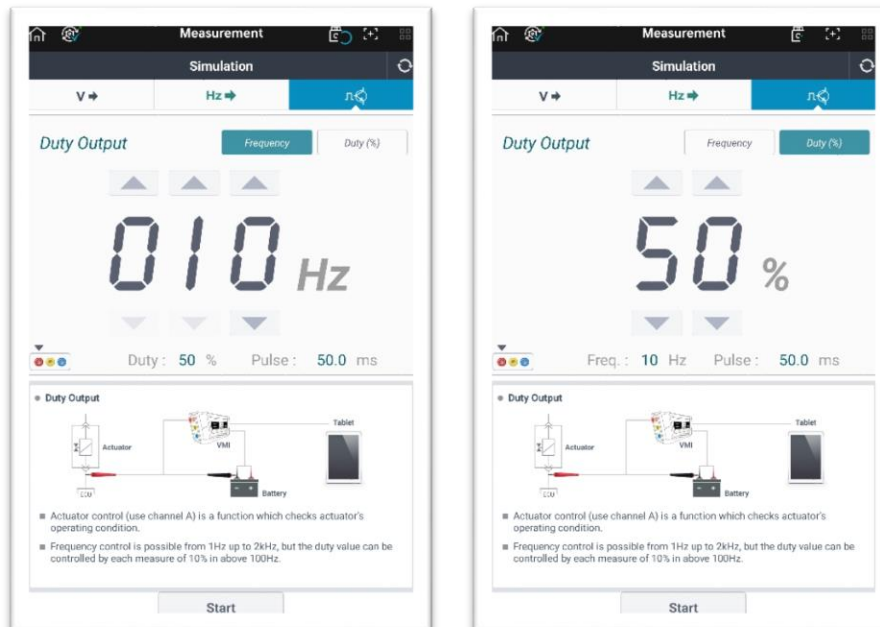 Measurement
Simulation
V ➡
Hz ➡
Duty Output
Frequency
Duty (%)
010 Hz
Duty : 50 % Pulse : 50.0 ms
Duty Output
Actuator
ECU
VMI
Battery
Tablet
Actuator control (use channel A) is a function which checks actuator's
operating condition.
Frequency control is possible from 1Hz up to 2kHz, but the duty value can be
controlled by each measure of 10% in above 100Hz.
Start
Measurement
Simulation
V ➡
Hz ➡
Duty Output
Frequency
Duty (%)
50 %
Freq. : 10 Hz Pulse : 50.0 ms
Duty Output
Actuator
ECU
VMI
Battery
Tablet
Actuator control (use channel A) is a function which checks actuator's
operating condition.
Frequency control is possible from 1Hz up to 2kHz, but the duty value can be
controlled by each measure of 10% in above 100Hz.
Start